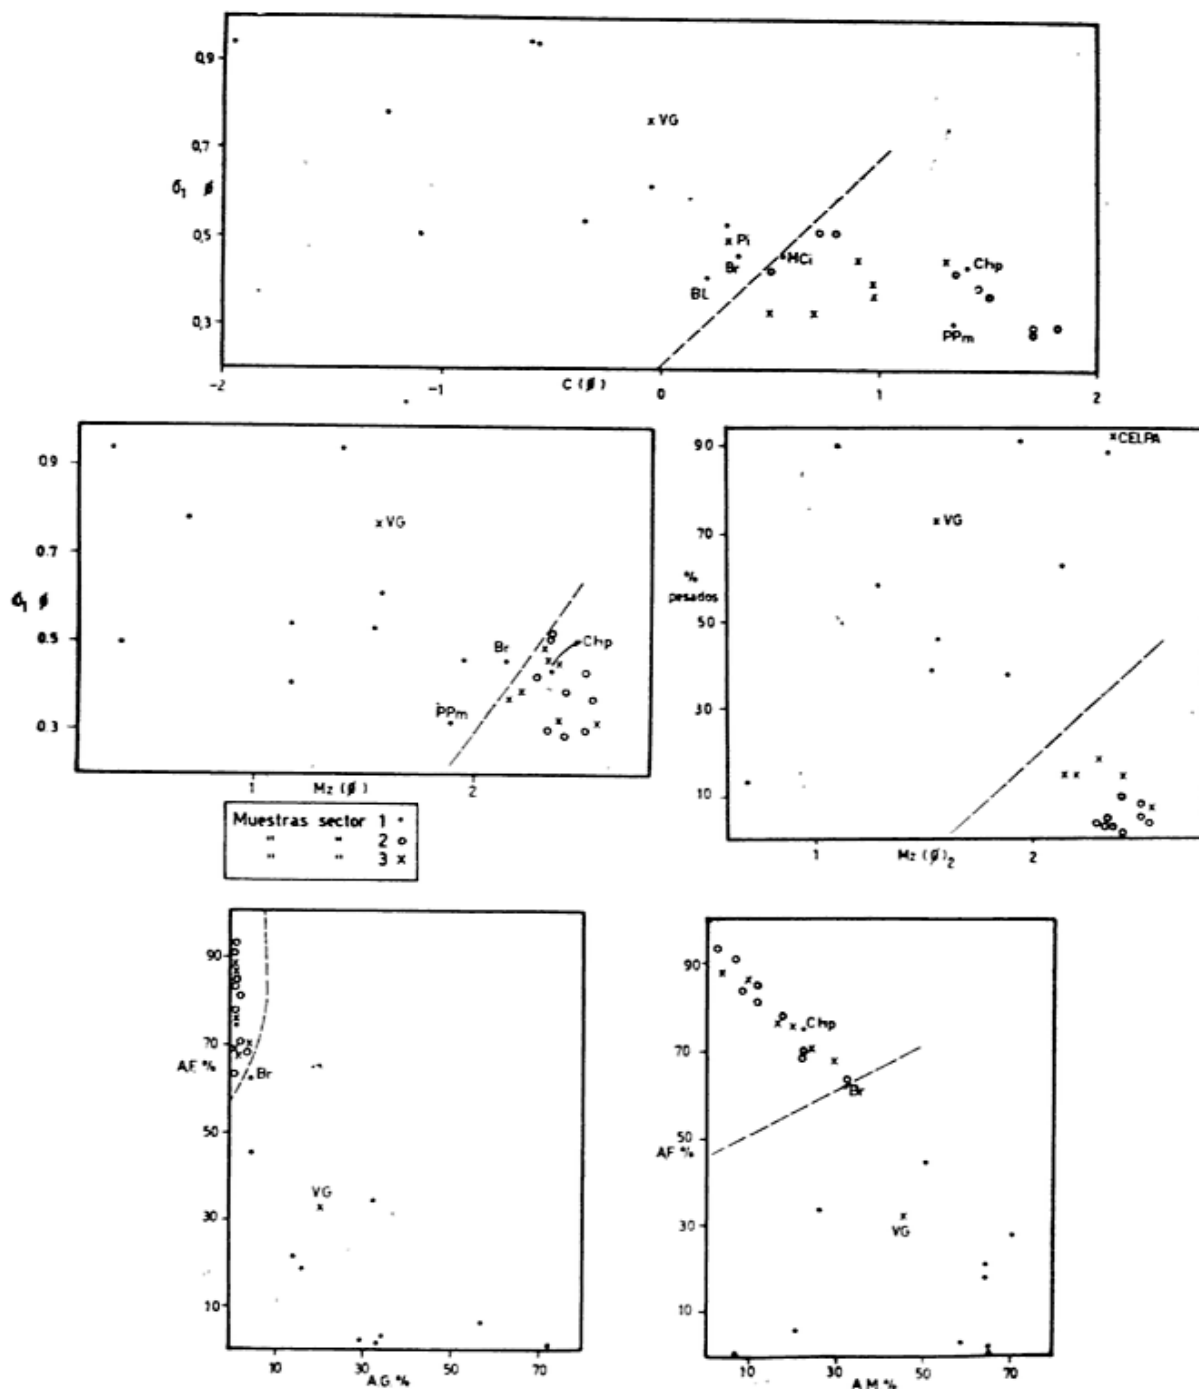 0,9
0,7
σ₁ ø
0,5
0,3
x VG
Pi
Br
MCi
BL
Chp
PPm
-2
-1
C (ø)
0
1
2
0.9
0.7
σ₁ ø
0.5
0.3
x VG
Br
Chp
PPm
1
Mz (ø)
2
90
70
%
pesados
50
30
10
x CELPA
VG
1
Mz (ø)₂
2
Muestras sector 1 •
" " 2 o
" " 3 x
90
70
A.F. %
50
30
10
Br
VG
10
30
50
70
A.G. %
90
70
A.F %
50
30
10
Chp
Br
VG
10
30
50
70
A.M. %